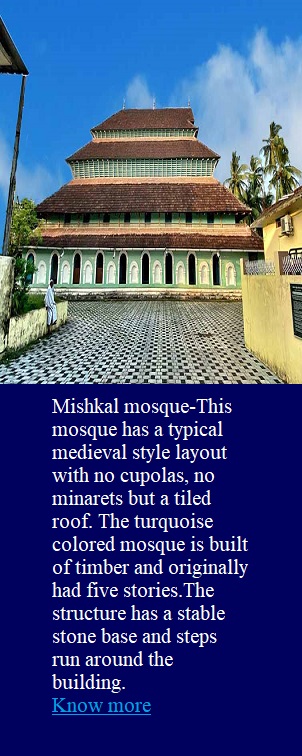 Mishkal mosque-This
mosque has a typical
medieval style layout
with no cupolas, no
minarets but a tiled
roof. The turquoise
colored mosque is built
of timber and originally
had five stories.The
structure has a stable
stone base and steps
run around the
building.
Know more